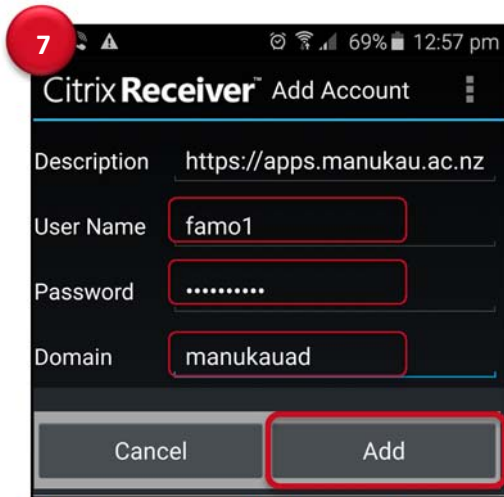 7 69% 12:57 pm
Citrix Receiver™ Add Account
Description https://apps.manukau.ac.nz
User Name famo1
Password ••••••••••
Domain manukauad
Cancel Add